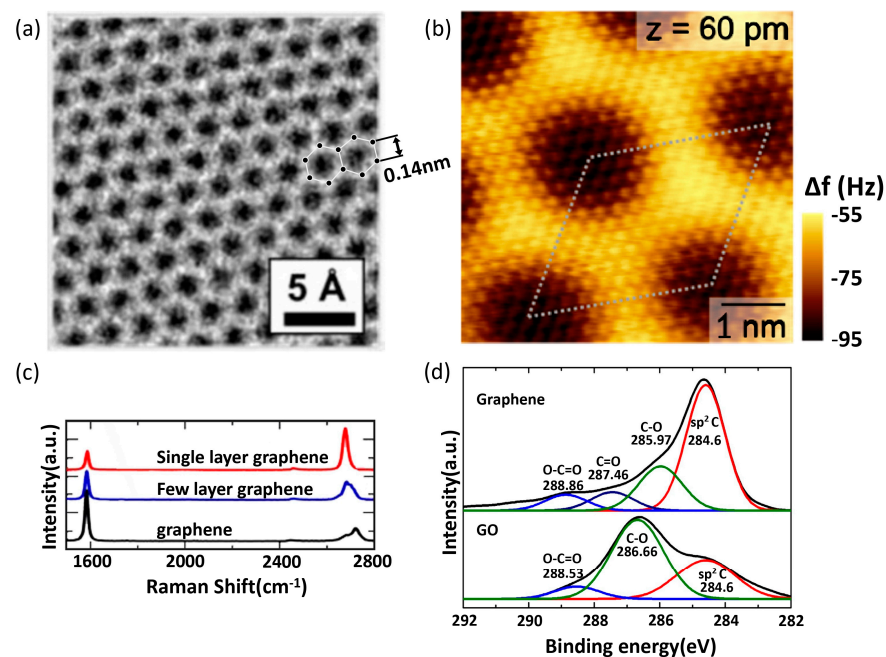 (a)
0.14nm
5 Å
(b)
z = 60 pm
1 nm
Δf (Hz)
-55
-75
-95
(c)
Intensity(a.u.)
Single layer graphene
Few layer graphene
graphene
1600 2000 2400 2800
Raman Shift(cm-1)
(d)
Intensity(a.u.)
Graphene
O-C=O
288.86
C=O
287.46
C-O
285.97
sp2 C
284.6
GO
O-C=O
288.53
C-O
286.66
sp2 C
284.6
292 290 288 286 284 282
Binding energy(eV)